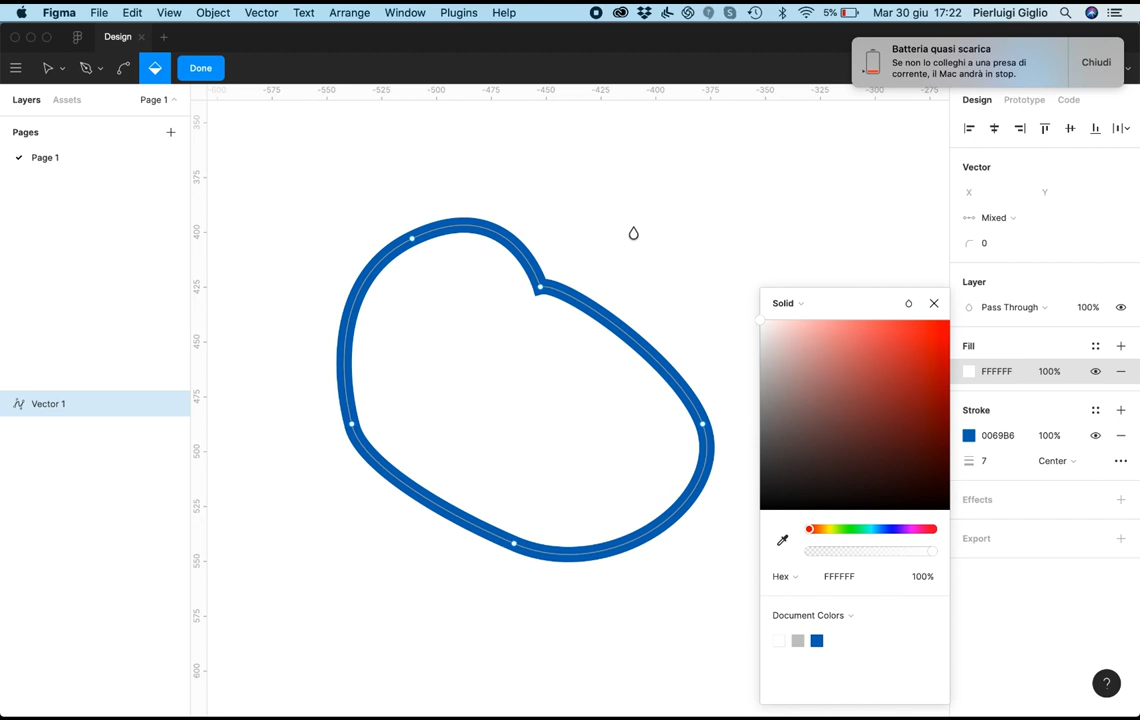 Figma File Edit View Object Vector Text Arrange Window Plugins Help 5% Mar 30 giu 17:22 Pierluigi Giglio
Design
Batteria quasi scarica
Se non lo colleghi a una presa di
corrente, il Mac andrà in stop.
Chiudi
Done
Layers Assets Page 1
-600 -575 -550 -525 -500 -475 -450 -425 -400 -375 -350 -325 -300 -275
Design Prototype Code
Pages
Page 1
350
375
400
425
450
475
500
525
550
575
600
Vector 1
Vector
X Y
Mixed
0
Layer
Pass Through 100%
Fill
FFFFFF 100%
Stroke
0069B6 100%
7 Center
Effects
Export
Solid
Hex FFFFFF 100%
Document Colors
?